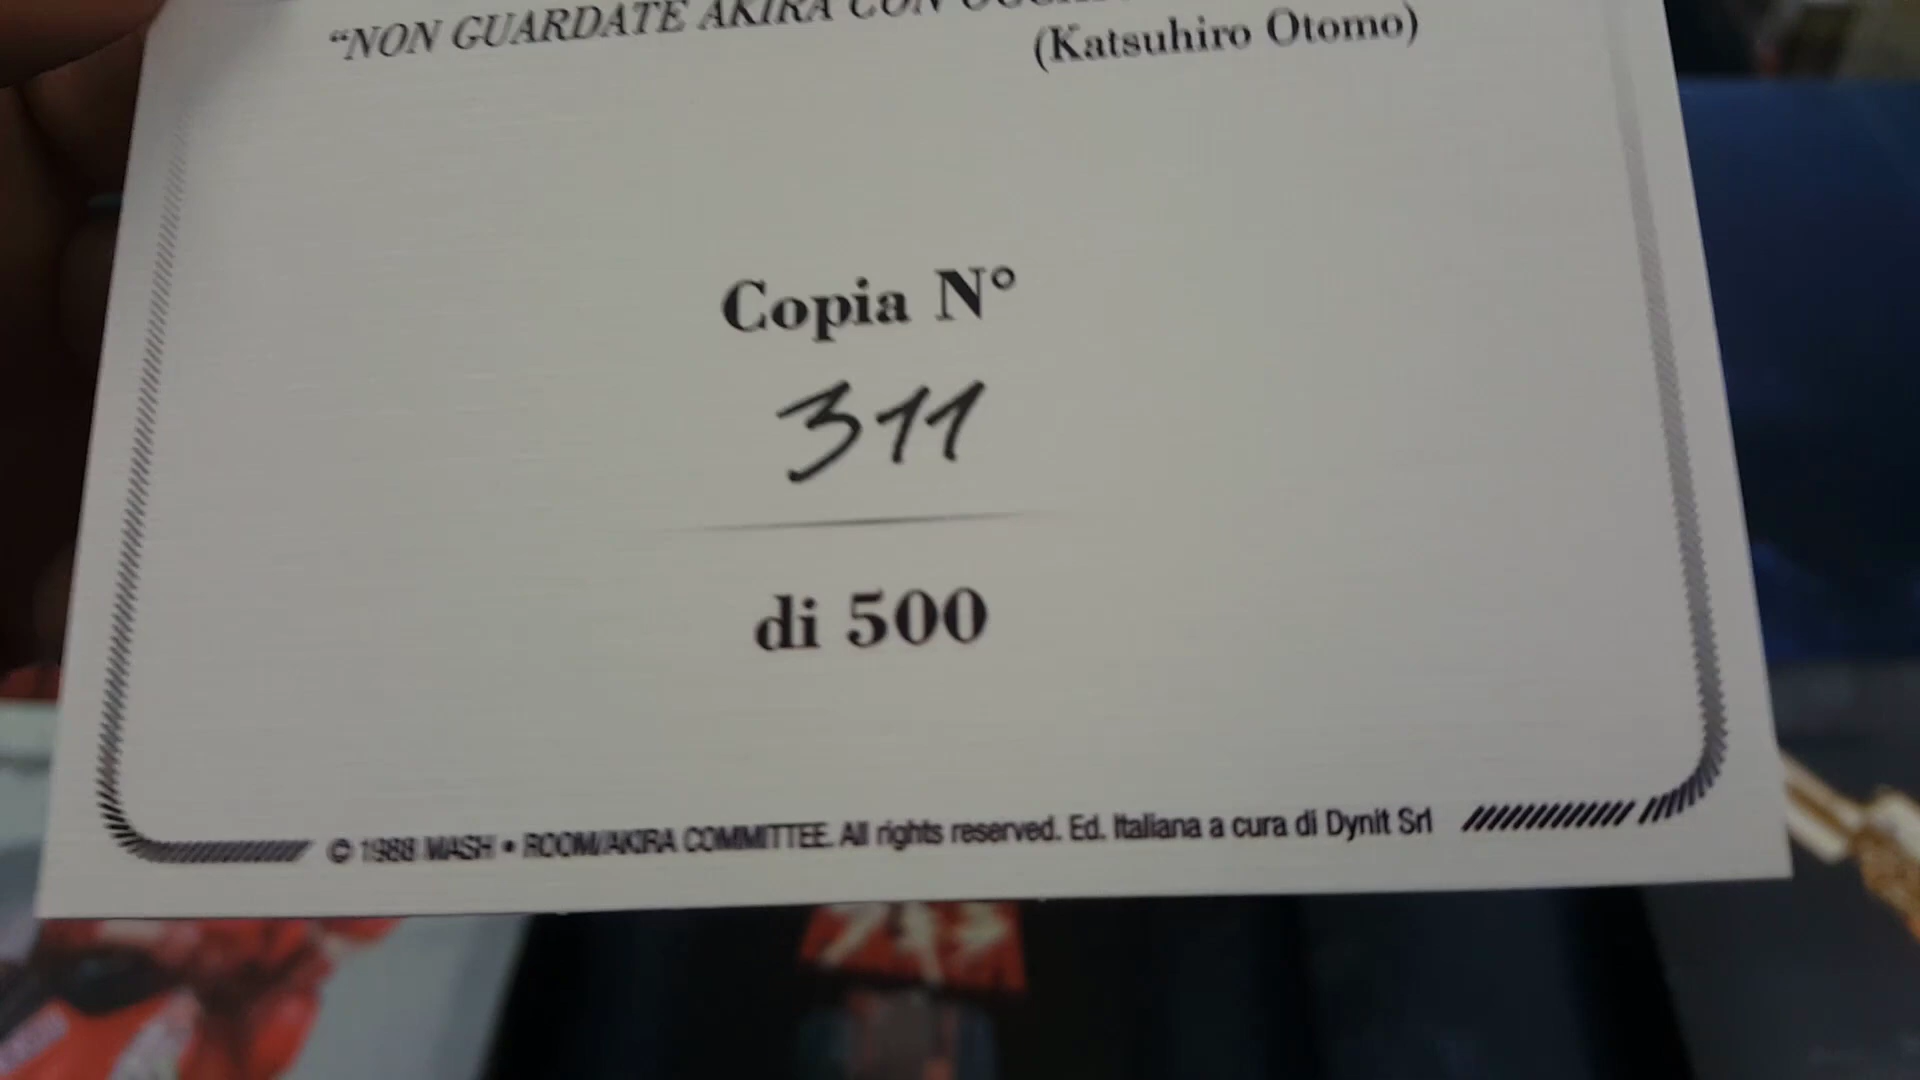 “NON GUARDATE AKIRA CON
(Katsuhiro Otomo)
Copia N°
311
di 500
© 1988 MASH • ROOM/AKIRA COMMITTEE. All rights reserved. Ed. Italiana a cura di Dynit Srl